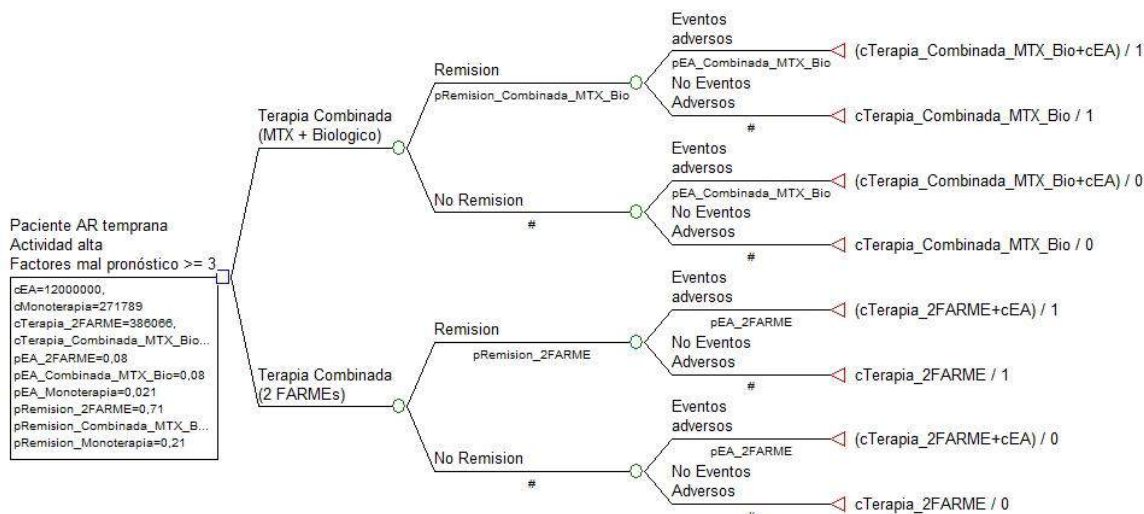 Eventos
adversos
pEA_Combinada_MTX_Bio
(cTerapia_Combinada_MTX_Bio+cEA) / 1
Remision
pRemision_Combinada_MTX_Bio
No Eventos
Adversos
#
cTerapia_Combinada_MTX_Bio / 1
Terapia Combinada
(MTX + Biologico)
Eventos
adversos
pEA_Combinada_MTX_Bio
(cTerapia_Combinada_MTX_Bio+cEA) / 0
No Remision
#
No Eventos
Adversos
#
cTerapia_Combinada_MTX_Bio / 0
Paciente AR temprana
Actividad alta
Factores mal pronóstico >= 3
cEA=12000000,
cMonoterapia=271789
cTerapia_2FARME=386066,
cTerapia_Combinada_MTX_Bio...
pEA_2FARME=0,08
pEA_Combinada_MTX_Bio=0,08
pEA_Monoterapia=0,021
pRemision_2FARME=0,71
pRemision_Combinada_MTX_B...
pRemision_Monoterapia=0,21
Eventos
adversos
pEA_2FARME
(cTerapia_2FARME+cEA) / 1
Remision
pRemision_2FARME
No Eventos
Adversos
#
cTerapia_2FARME / 1
Terapia Combinada
(2 FARMEs)
Eventos
adversos
pEA_2FARME
(cTerapia_2FARME+cEA) / 0
No Remision
#
No Eventos
Adversos
#
cTerapia_2FARME / 0